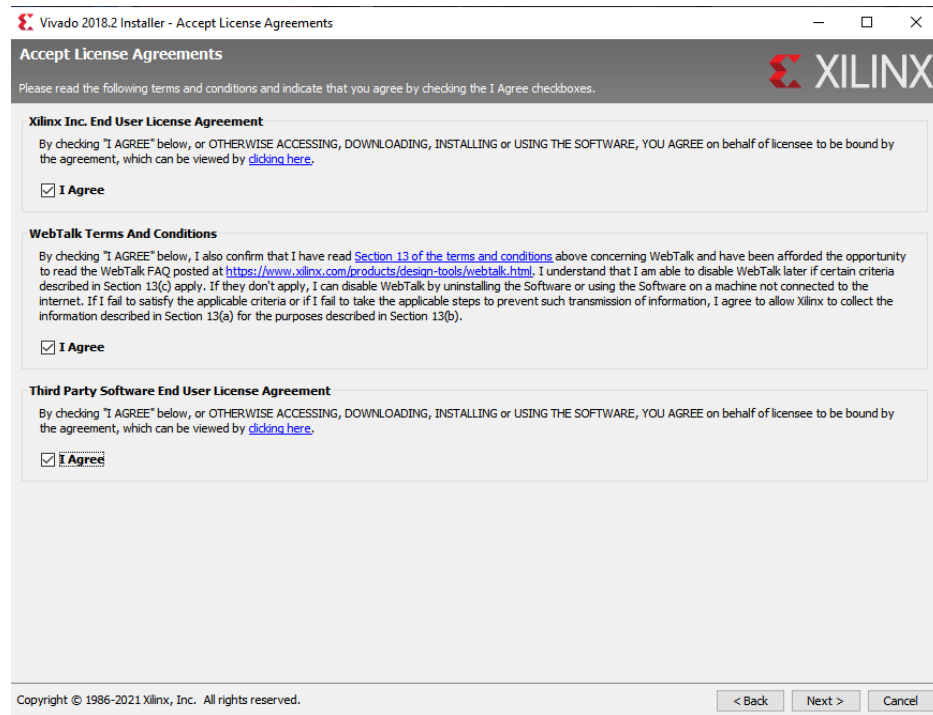 Vivado 2018.2 Installer - Accept License Agreements
Accept License Agreements
XILINX
Please read the following terms and conditions and indicate that you agree by checking the I Agree checkboxes.
Xilinx Inc. End User License Agreement
By checking "I AGREE" below, or OTHERWISE ACCESSING, DOWNLOADING, INSTALLING or USING THE SOFTWARE, YOU AGREE on behalf of licensee to be bound by
the agreement, which can be viewed by clicking here.
I Agree
WebTalk Terms And Conditions
By checking "I AGREE" below, I also confirm that I have read Section 13 of the terms and conditions above concerning WebTalk and have been afforded the opportunity
to read the WebTalk FAQ posted at https://www.xilinx.com/products/design-tools/webtalk.html. I understand that I am able to disable WebTalk later if certain criteria
described in Section 13(c) apply. If they don't apply, I can disable WebTalk by uninstalling the Software or using the Software on a machine not connected to the
internet. If I fail to satisfy the applicable criteria or if I fail to take the applicable steps to prevent such transmission of information, I agree to allow Xilinx to collect the
information described in Section 13(a) for the purposes described in Section 13(b).
I Agree
Third Party Software End User License Agreement
By checking "I AGREE" below, or OTHERWISE ACCESSING, DOWNLOADING, INSTALLING or USING THE SOFTWARE, YOU AGREE on behalf of licensee to be bound by
the agreement, which can be viewed by clicking here.
I Agree
Copyright © 1986-2021 Xilinx, Inc. All rights reserved.
< Back
Next >
Cancel